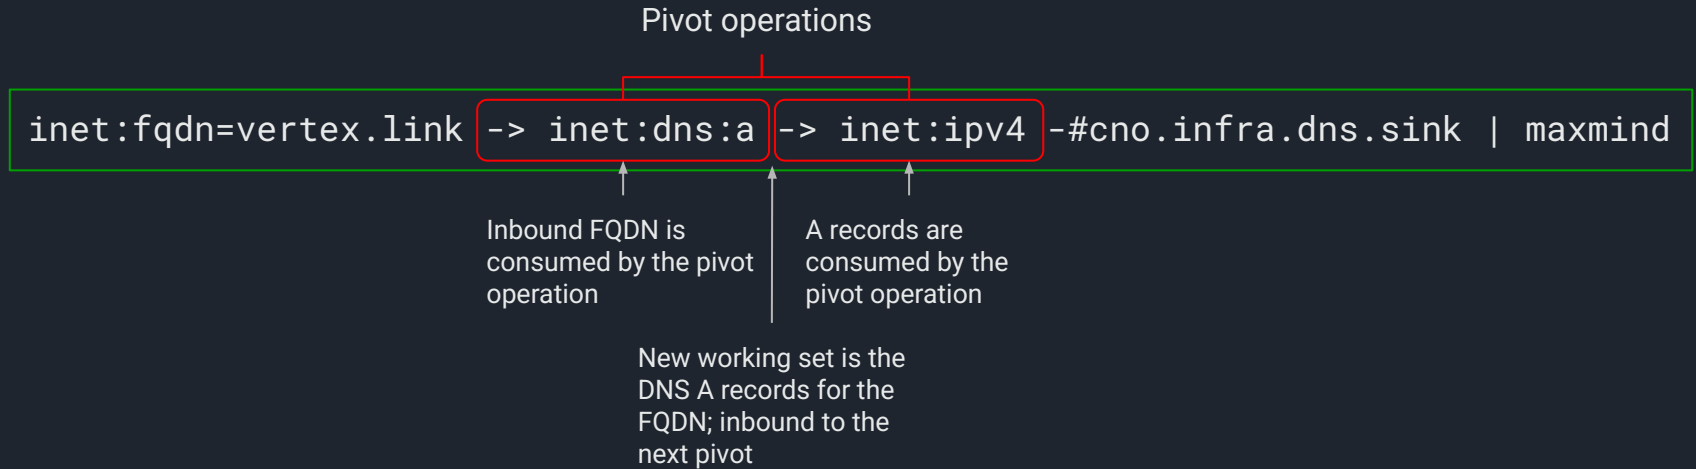 Pivot operations
inet:fqdn=vertex.link -> inet:dns:a -> inet:ipv4 -#cno.infra.dns.sink | maxmind
Inbound FQDN is
consumed by the pivot
operation
A records are
consumed by the
pivot operation
New working set is the
DNS A records for the
FQDN; inbound to the
next pivot